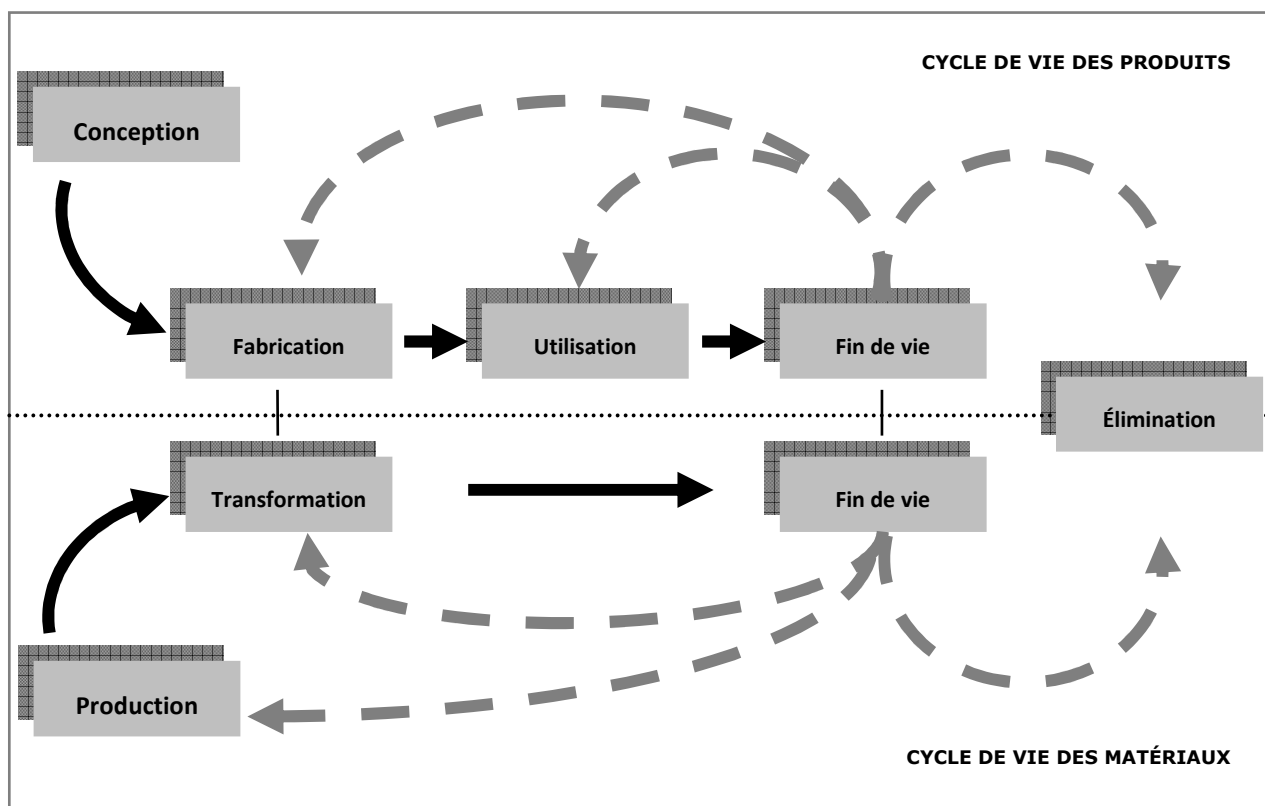 CYCLE DE VIE DES PRODUITS
Conception
Fabrication
Utilisation
Fin de vie
Élimination
Transformation
Fin de vie
Production
CYCLE DE VIE DES MATÉRIAUX